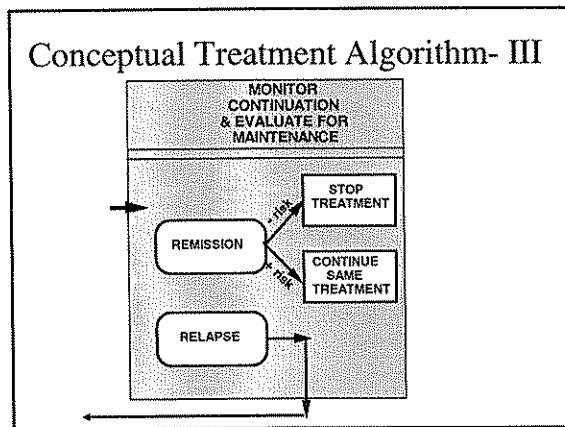 Conceptual Treatment Algorithm- III
MONITOR
CONTINUATION
& EVALUATE FOR
MAINTENANCE
STOP
TREATMENT
- risk
REMISSION
+ risk
CONTINUE
SAME
TREATMENT
RELAPSE